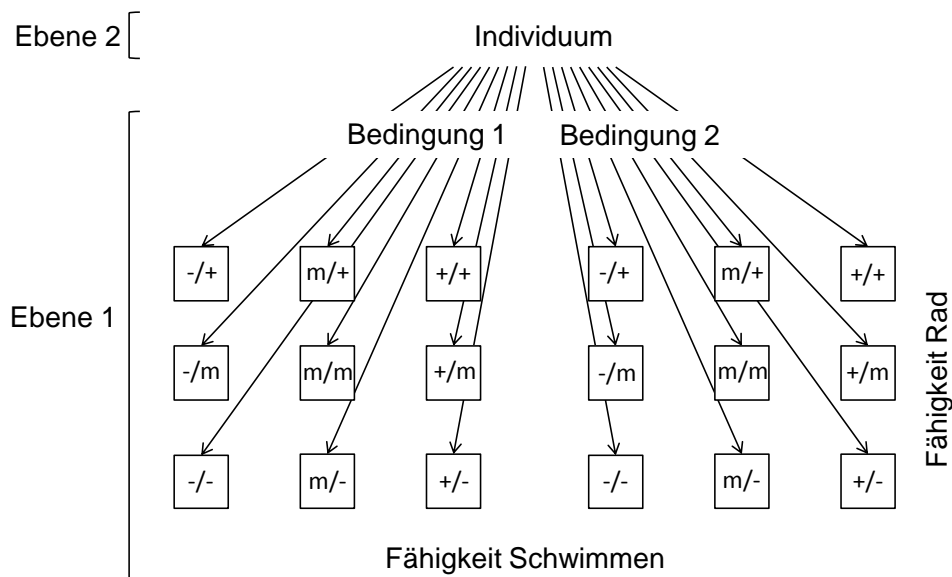 Ebene 2
Individuum
Bedingung 1
Bedingung 2
Ebene 1
-/+
m/+
+/+
-/+
m/+
+/+
-/m
m/m
+/m
-/m
m/m
+/m
-/-
m/-
+/-
-/-
m/-
+/-
Fähigkeit Rad
Fähigkeit Schwimmen